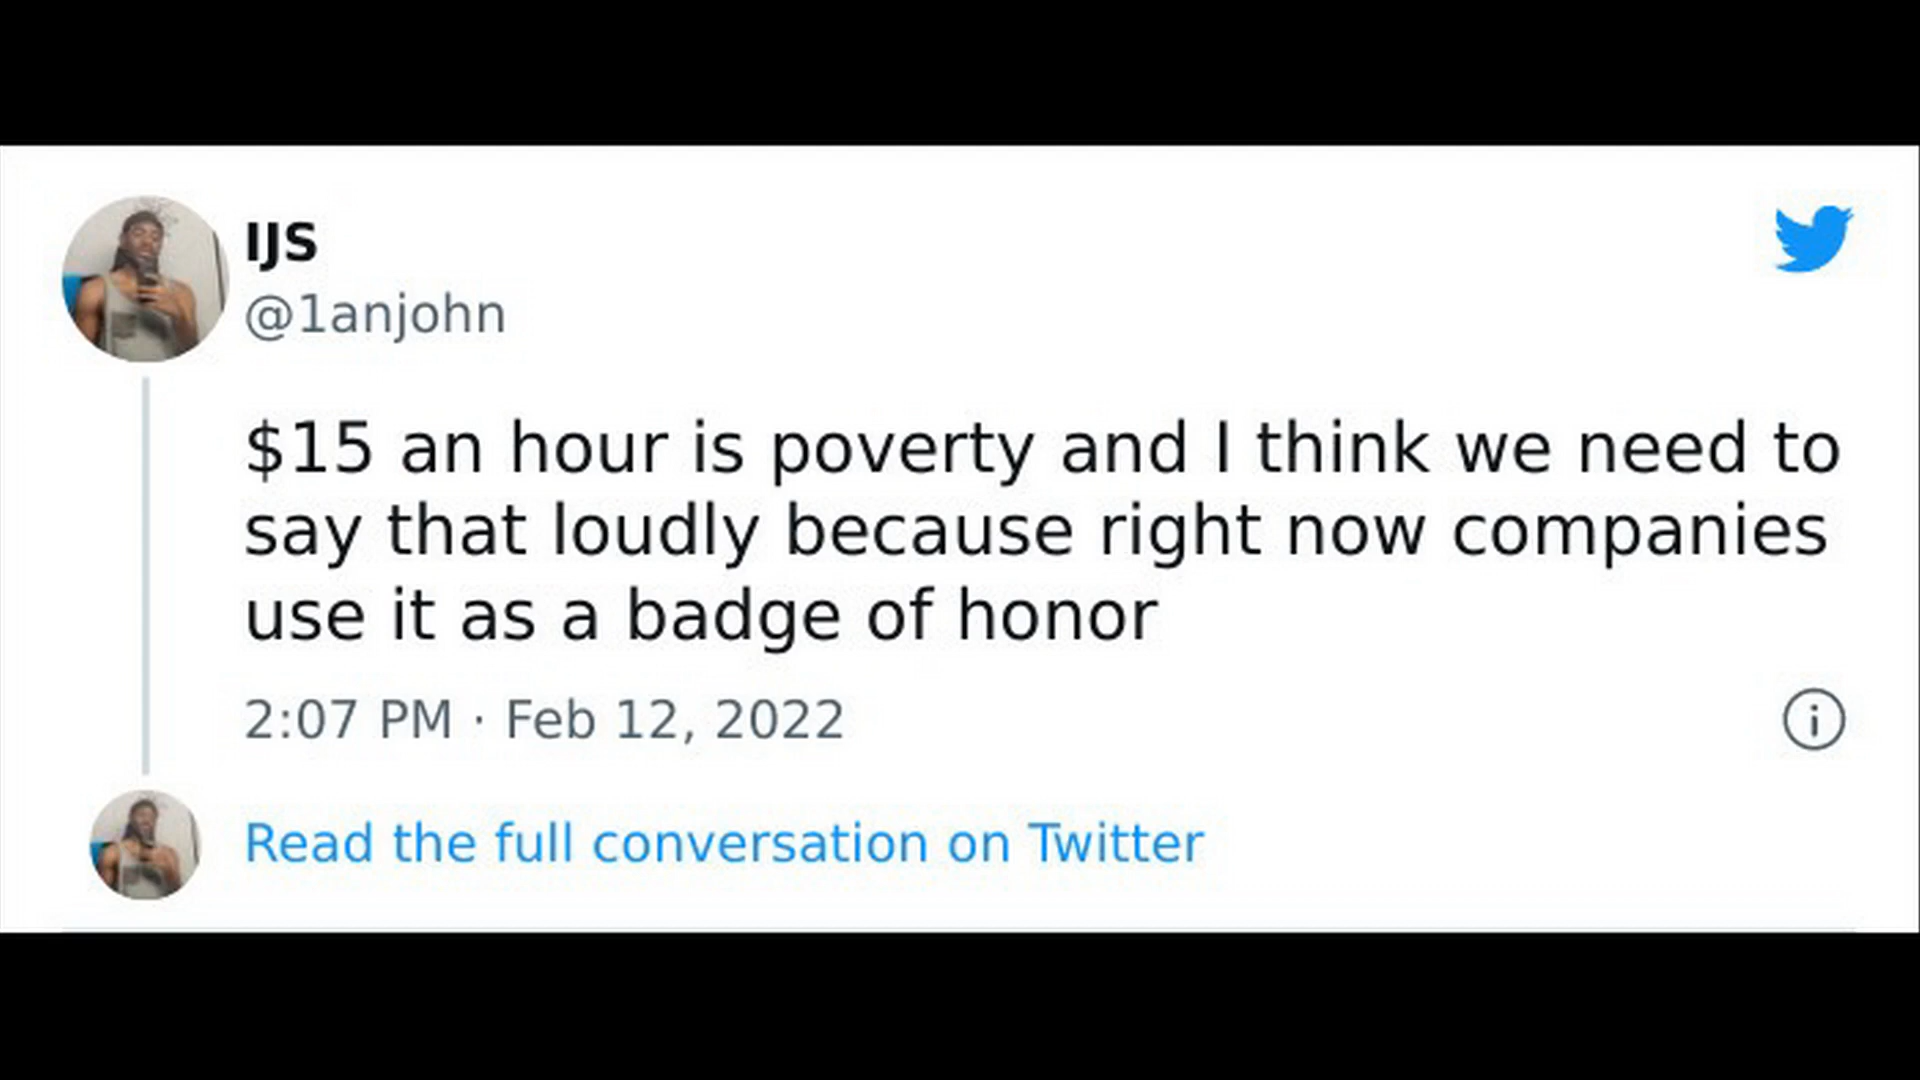 IJS
@1anjohn
$15 an hour is poverty and I think we need to
say that loudly because right now companies
use it as a badge of honor
2:07 PM · Feb 12, 2022
Read the full conversation on Twitter